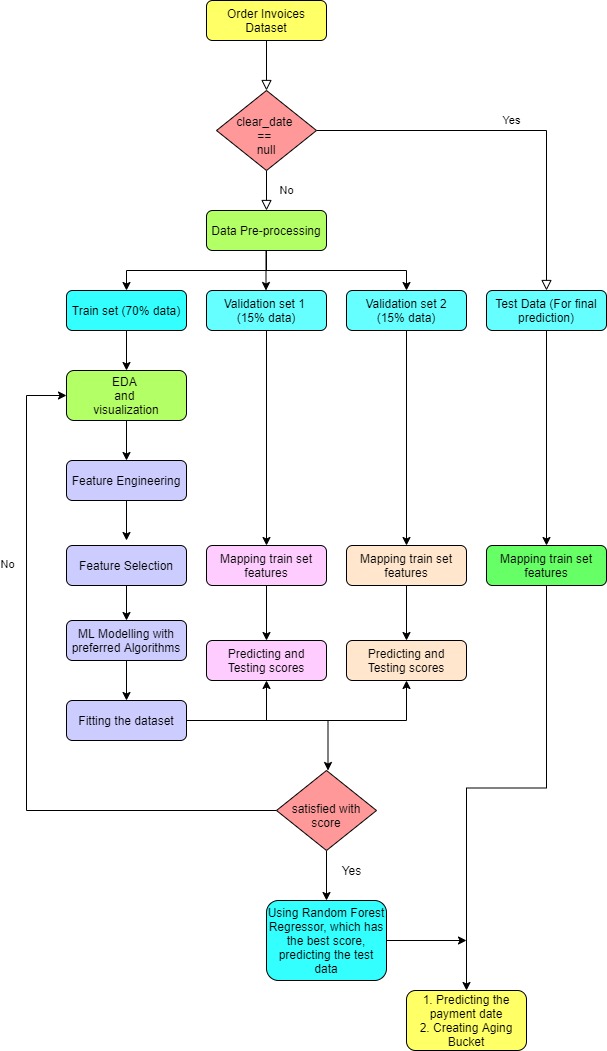 Order Invoices
Dataset
clear_date
==
null
Yes
No
Data Pre-processing
Train set (70% data)
Validation set 1
(15% data)
Validation set 2
(15% data)
Test Data (For final
prediction)
EDA
and
visualization
Feature Engineering
No
Feature Selection
Mapping train set
features
Mapping train set
features
Mapping train set
features
ML Modelling with
preferred Algorithms
Predicting and
Testing scores
Predicting and
Testing scores
Fitting the dataset
satisfied with
score
Yes
Using Random Forest
Regressor, which has
the best score,
predicting the test
data
1. Predicting the
payment date
2. Creating Aging
Bucket